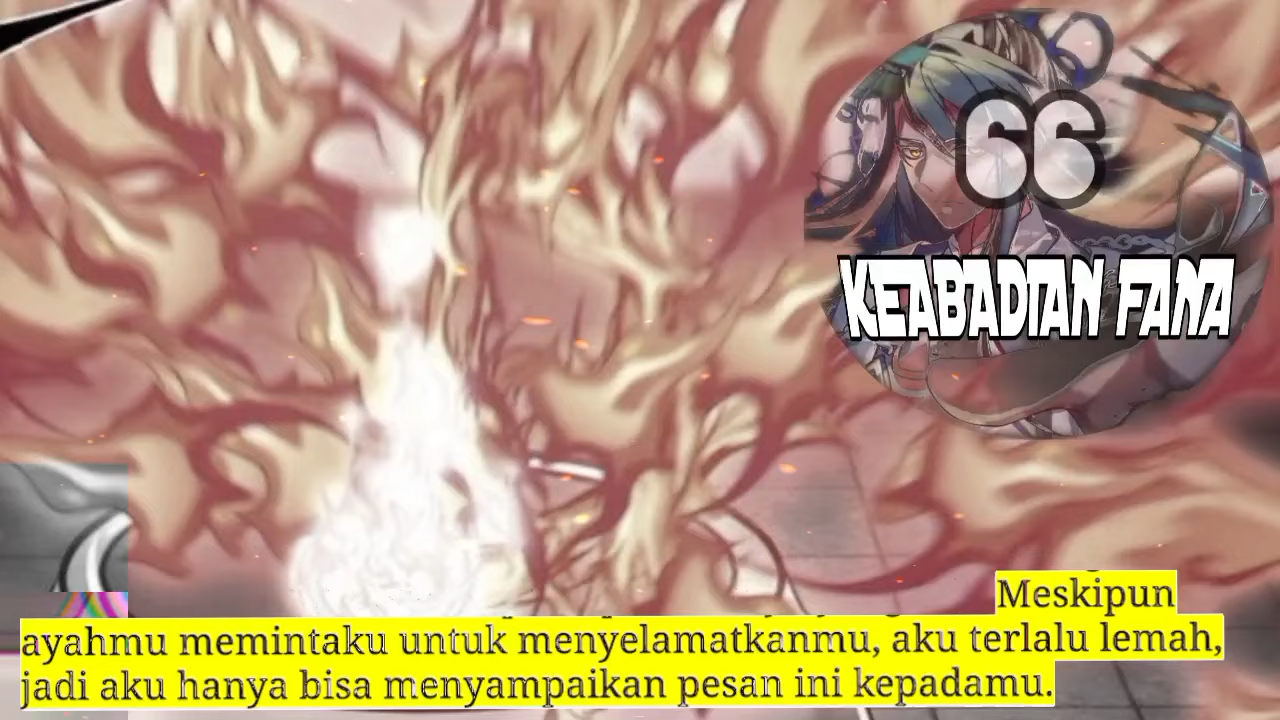 66
KEABADIAN FANA
Meskipun
ayahmu memintaku untuk menyelamatkanmu, aku terlalu lemah,
jadi aku hanya bisa menyampaikan pesan ini kepadamu.